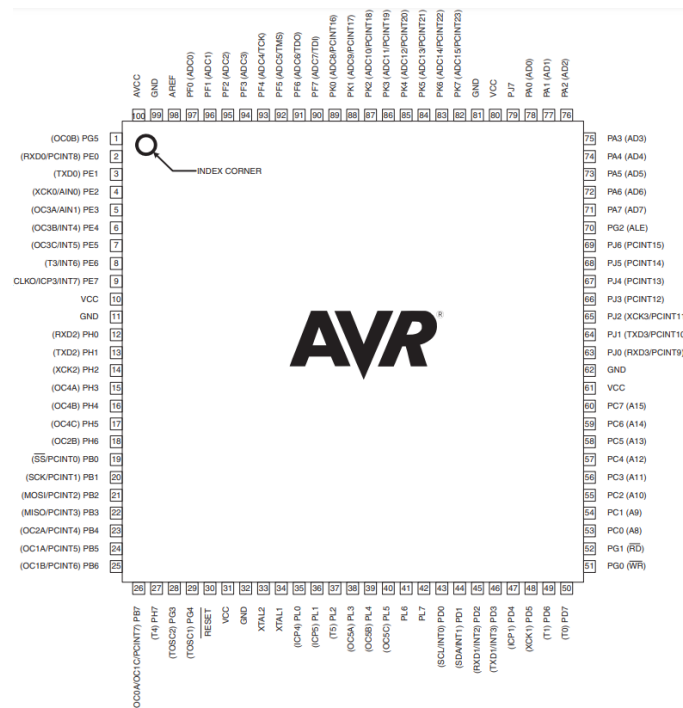 AVCC
GND
AREF
PF0 (ADC0)
PF1 (ADC1)
PF2 (ADC2)
PF3 (ADC3)
PF4 (ADC4/TCK)
PF5 (ADC5/TMS)
PF6 (ADC6/TDO)
PF7 (ADC7/TDI)
PK0 (ADC8/PCINT16)
PK1 (ADC9/PCINT17)
PK2 (ADC10/PCINT18)
PK3 (ADC11/PCINT19)
PK4 (ADC12/PCINT20)
PK5 (ADC13/PCINT21)
PK6 (ADC14/PCINT22)
PK7 (ADC15/PCINT23)
GND
VCC
PJ7
PA0 (AD0)
PA1 (AD1)
PA2 (AD2)
100 99 98 97 96 95 94 93 92 91 90 89 88 87 86 85 84 83 82 81 80 79 78 77 76
(OC0B) PG5 1
(RXD0/PCINT8) PE0 2
(TXD0) PE1 3
(XCK0/AIN0) PE2 4
(OC3A/AIN1) PE3 5
(OC3B/INT4) PE4 6
(OC3C/INT5) PE5 7
(T3/INT6) PE6 8
CLKO/ICP3/INT7) PE7 9
VCC 10
GND 11
(RXD2) PH0 12
(TXD2) PH1 13
(XCK2) PH2 14
(OC4A) PH3 15
(OC4B) PH4 16
(OC4C) PH5 17
(OC2B) PH6 18
(SS/PCINT0) PB0 19
(SCK/PCINT1) PB1 20
(MOSI/PCINT2) PB2 21
(MISO/PCINT3) PB3 22
(OC2A/PCINT4) PB4 23
(OC1A/PCINT5) PB5 24
(OC1B/PCINT6) PB6 25
INDEX CORNER
AVR®
75 PA3 (AD3)
74 PA4 (AD4)
73 PA5 (AD5)
72 PA6 (AD6)
71 PA7 (AD7)
70 PG2 (ALE)
69 PJ6 (PCINT15)
68 PJ5 (PCINT14)
67 PJ4 (PCINT13)
66 PJ3 (PCINT12)
65 PJ2 (XCK3/PCINT11
64 PJ1 (TXD3/PCINT10
63 PJ0 (RXD3/PCINT9)
62 GND
61 VCC
60 PC7 (A15)
59 PC6 (A14)
58 PC5 (A13)
57 PC4 (A12)
56 PC3 (A11)
55 PC2 (A10)
54 PC1 (A9)
53 PC0 (A8)
52 PG1 (RD)
51 PG0 (WR)
26 27 28 29 30 31 32 33 34 35 36 37 38 39 40 41 42 43 44 45 46 47 48 49 50
OC0A/OC1C/PCINT7) PB7
(T4) PH7
(TOSC2) PG3
(TOSC1) PG4
RESET
VCC
GND
XTAL2
XTAL1
(ICP4) PL0
(ICP5) PL1
(T5) PL2
(OC5A) PL3
(OC5B) PL4
(OC5C) PL5
PL6
PL7
(SCL/INT0) PD0
(SDA/INT1) PD1
(RXD1/INT2) PD2
(TXD1/INT3) PD3
(ICP1) PD4
(XCK1) PD5
(T1) PD6
(T0) PD7